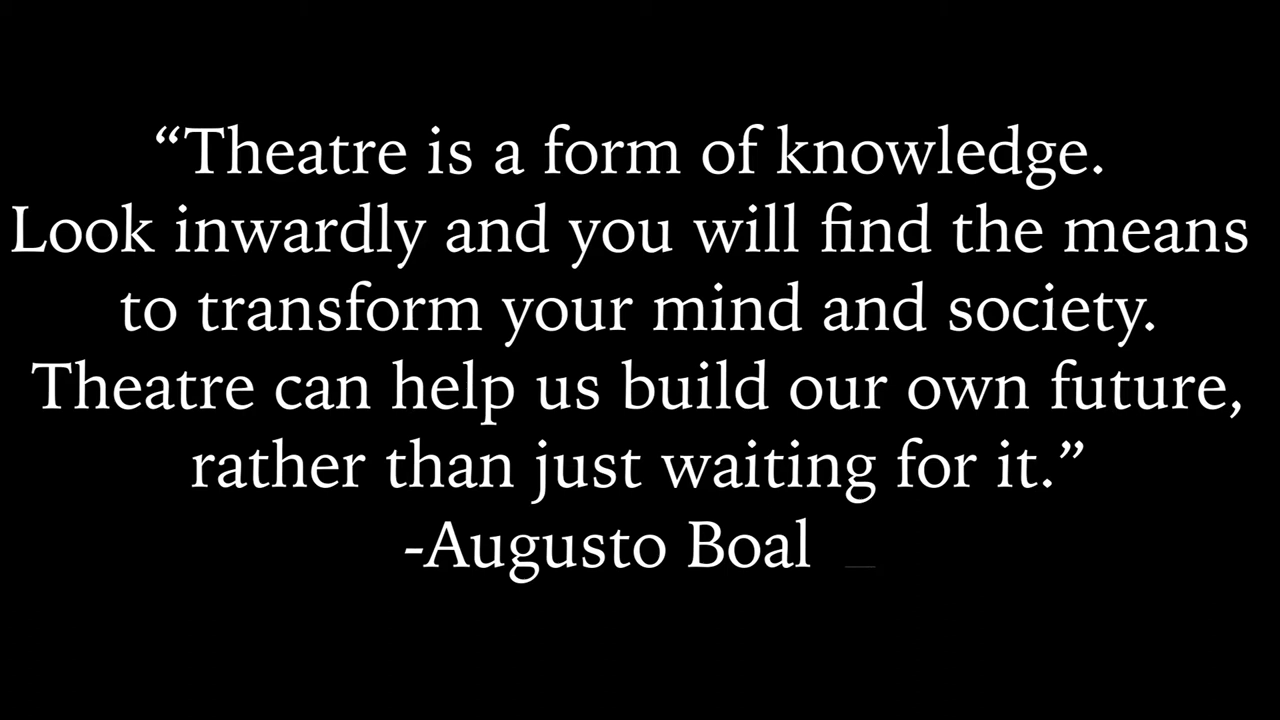 “Theatre is a form of knowledge.
Look inwardly and you will find the means
to transform your mind and society.
Theatre can help us build our own future,
rather than just waiting for it.”
-Augusto Boal